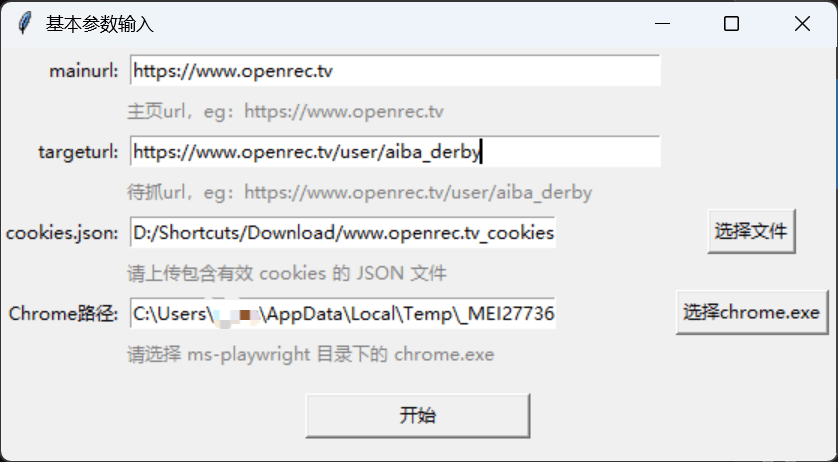 基本参数输入
mainurl: https://www.openrec.tv
主页url，eg：https://www.openrec.tv
targeturl: https://www.openrec.tv/user/aiba_derby
待抓url，eg：https://www.openrec.tv/user/aiba_derby
cookies.json: D:/Shortcuts/Download/www.openrec.tv_cookies 选择文件
请上传包含有效 cookies 的 JSON 文件
Chrome路径: C:\Users\ \AppData\Local\Temp\_MEI27736 选择chrome.exe
请选择 ms-playwright 目录下的 chrome.exe
开始